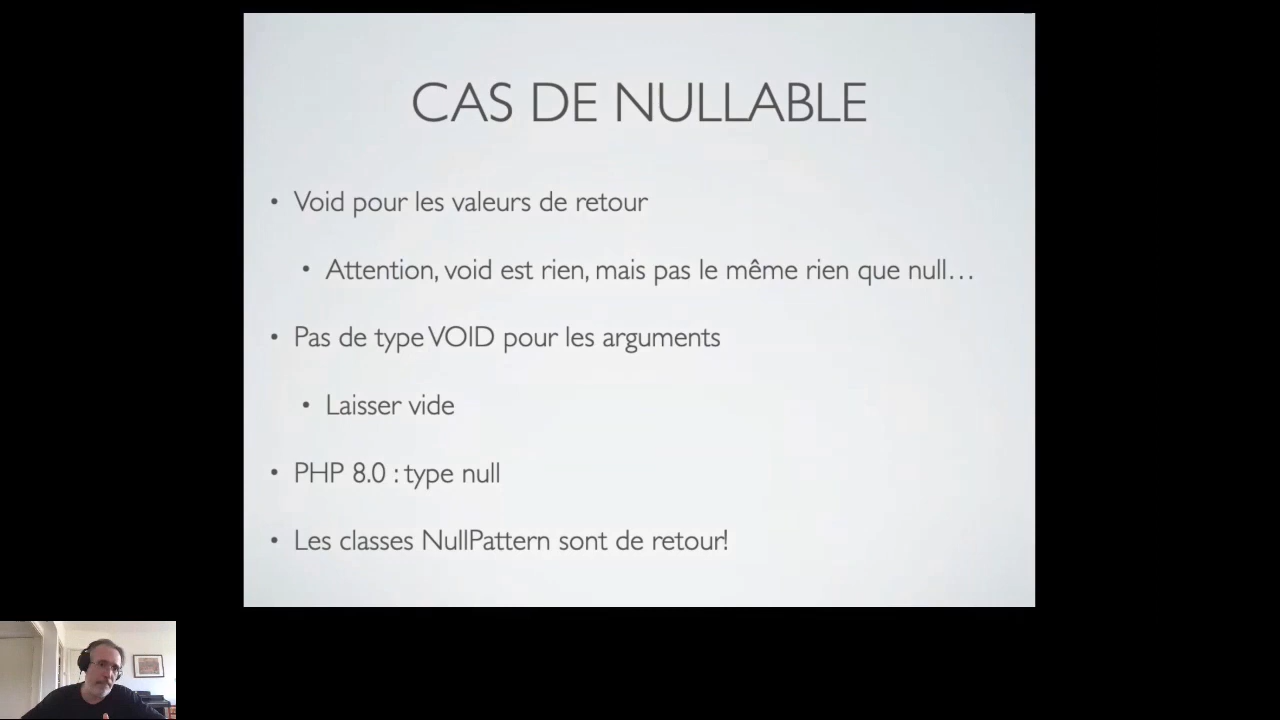 CAS DE NULLABLE
• Void pour les valeurs de retour
• Attention, void est rien, mais pas le même rien que null…
• Pas de type VOID pour les arguments
• Laisser vide
• PHP 8.0 : type null
• Les classes NullPattern sont de retour!